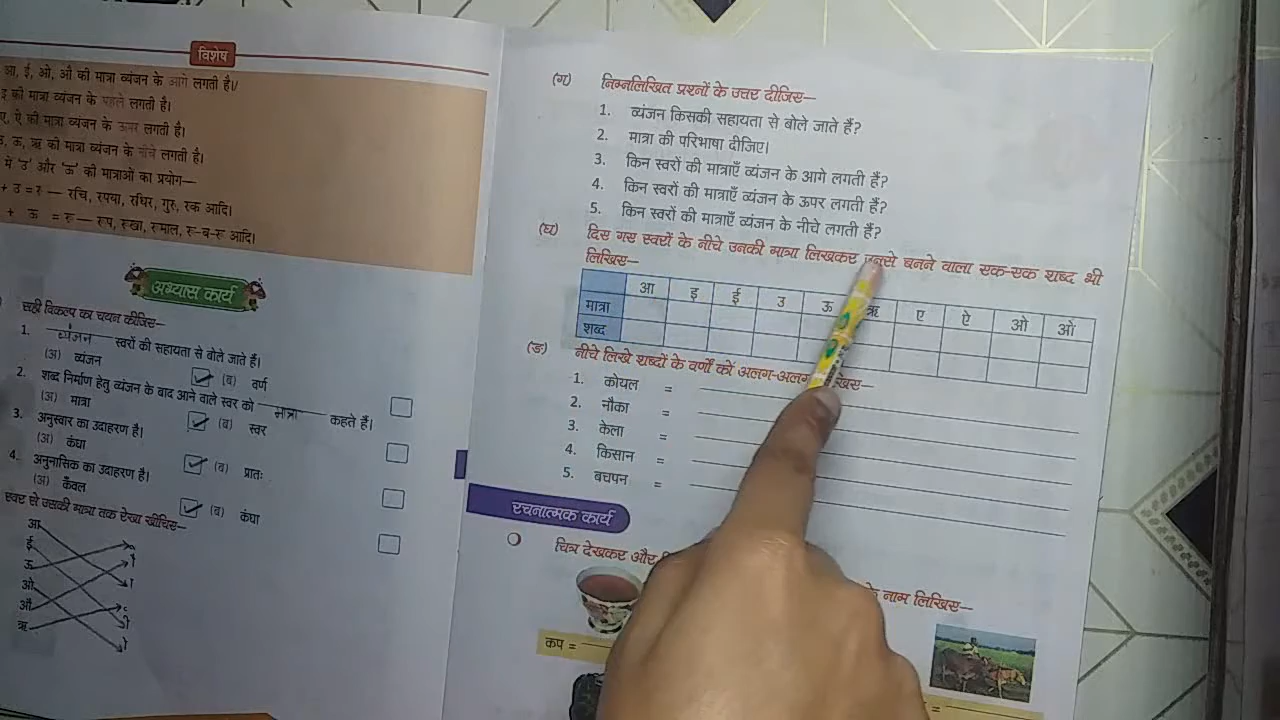 विशेष
आ, ई, ओ, औ की मात्रा व्यंजन के आगे लगती है।
इ की मात्रा व्यंजन के पहले लगती है।
ए, ऐ की मात्रा व्यंजन के ऊपर लगती है।
उ, ऊ, ऋ की मात्रा व्यंजन के नीचे लगती है।
में 'उ' और 'ऊ' की मात्राओं का प्रयोग—
+ उ = रु — रुचि, रुपया, रुधिर, गुरु, रुक आदि।
+ ऊ = रू — रूप, रूखा, रूमाल, रू-ब-रू आदि।
अभ्यास कार्य
सही विकल्प का चयन कीजिए—
1. व्यंजन स्वरों की सहायता से बोले जाते हैं।
(अ) व्यंजन (ब) वर्ण
2. शब्द निर्माण हेतु व्यंजन के बाद आने वाले स्वर को मात्रा कहते हैं।
(अ) मात्रा (ब) स्वर
3. अनुस्वार का उदाहरण है।
(अ) कंघा (ब) प्रातः
4. अनुनासिक का उदाहरण है।
(अ) कँवल (ब) कंघा
स्वर से उसकी मात्रा तक रेखा खींचिए—
आ
ई
ऊ
ओ
औ
ऋ
(ग) निम्नलिखित प्रश्नों के उत्तर दीजिए—
1. व्यंजन किसकी सहायता से बोले जाते हैं?
2. मात्रा की परिभाषा दीजिए।
3. किन स्वरों की मात्राएँ व्यंजन के आगे लगती हैं?
4. किन स्वरों की मात्राएँ व्यंजन के ऊपर लगती हैं?
5. किन स्वरों की मात्राएँ व्यंजन के नीचे लगती हैं?
(घ) दिए गए स्वरों के नीचे उनकी मात्रा लिखकर उनसे बनने वाला एक-एक शब्द भी
लिखिए—
आ इ ई उ ऊ ऋ ए ऐ ओ औ
मात्रा
शब्द
(ङ) नीचे लिखे शब्दों के वर्णों को अलग-अलग
1. कोयल =
2. नौका =
3. केला =
4. किसान =
5. बचपन =
रचनात्मक कार्य
चित्र देखकर और के नाम लिखिए—
कप =